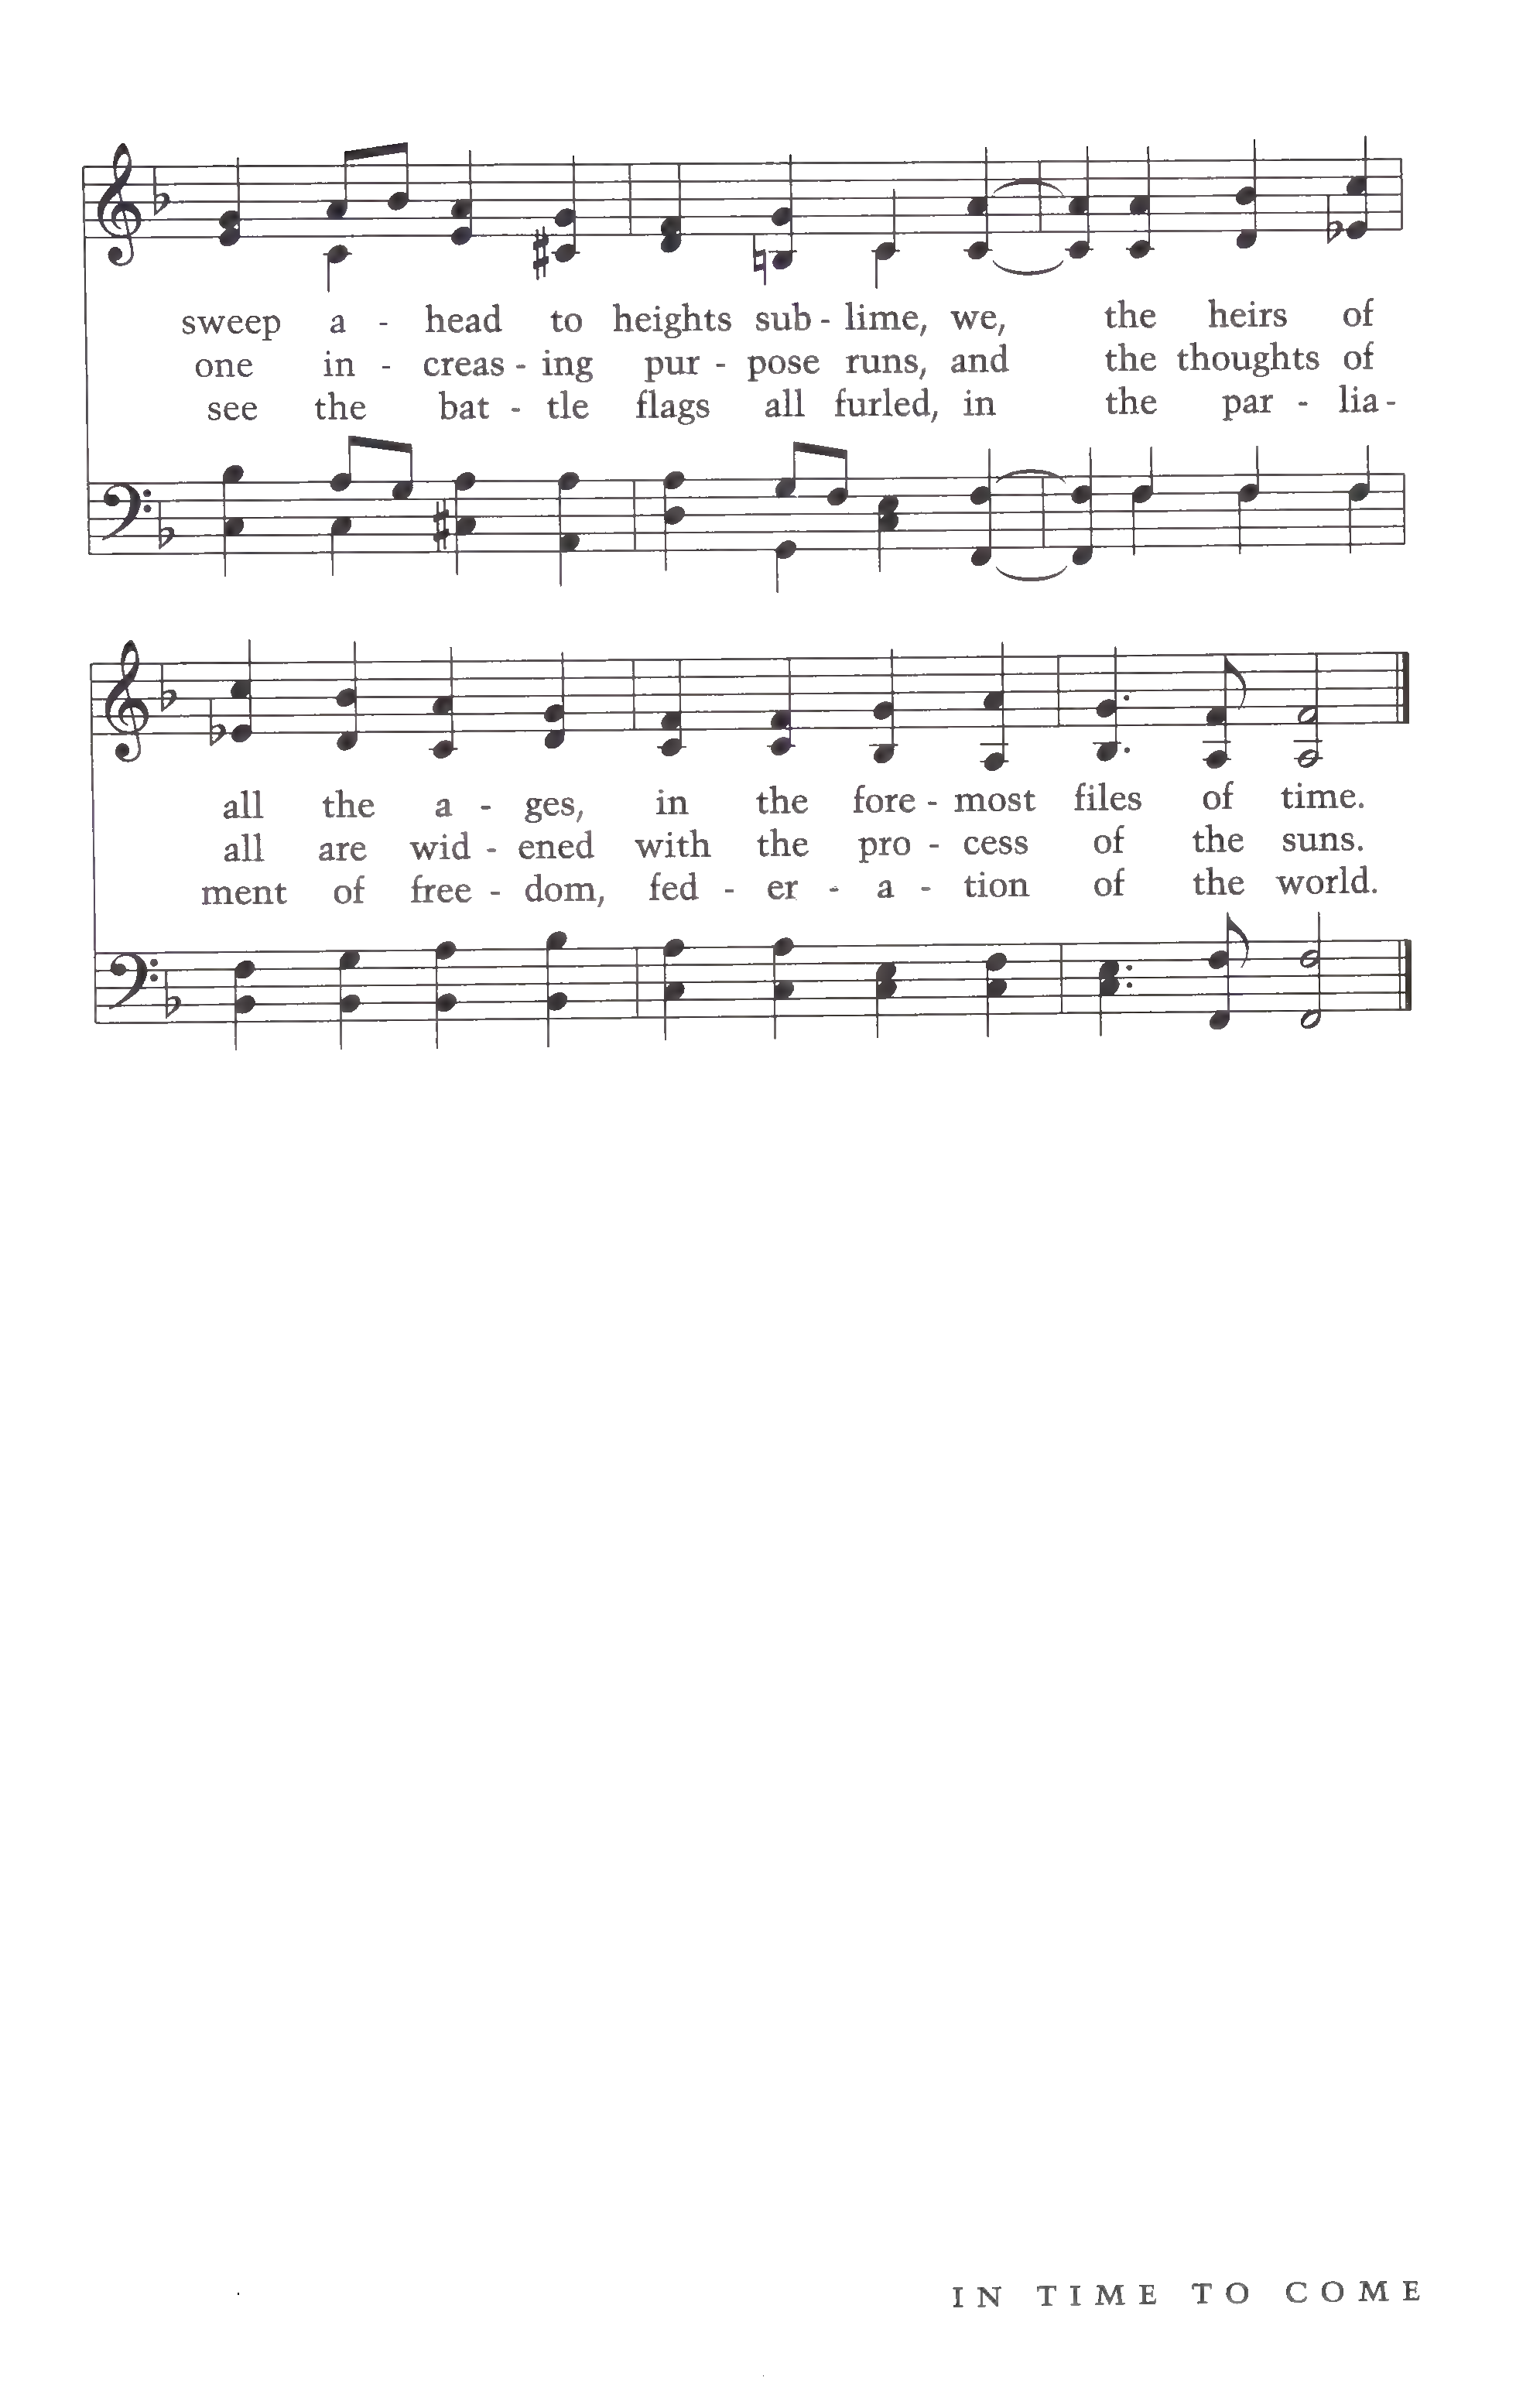 sweep a - head to heights sub - lime, we, the heirs of
one in - creas - ing pur - pose runs, and the thoughts of
see the bat - tle flags all furled, in the par - lia -
all the a - ges, in the fore - most files of time.
all are wid - ened with the pro - cess of the suns.
ment of free - dom, fed - er - a - tion of the world.
IN TIME TO COME